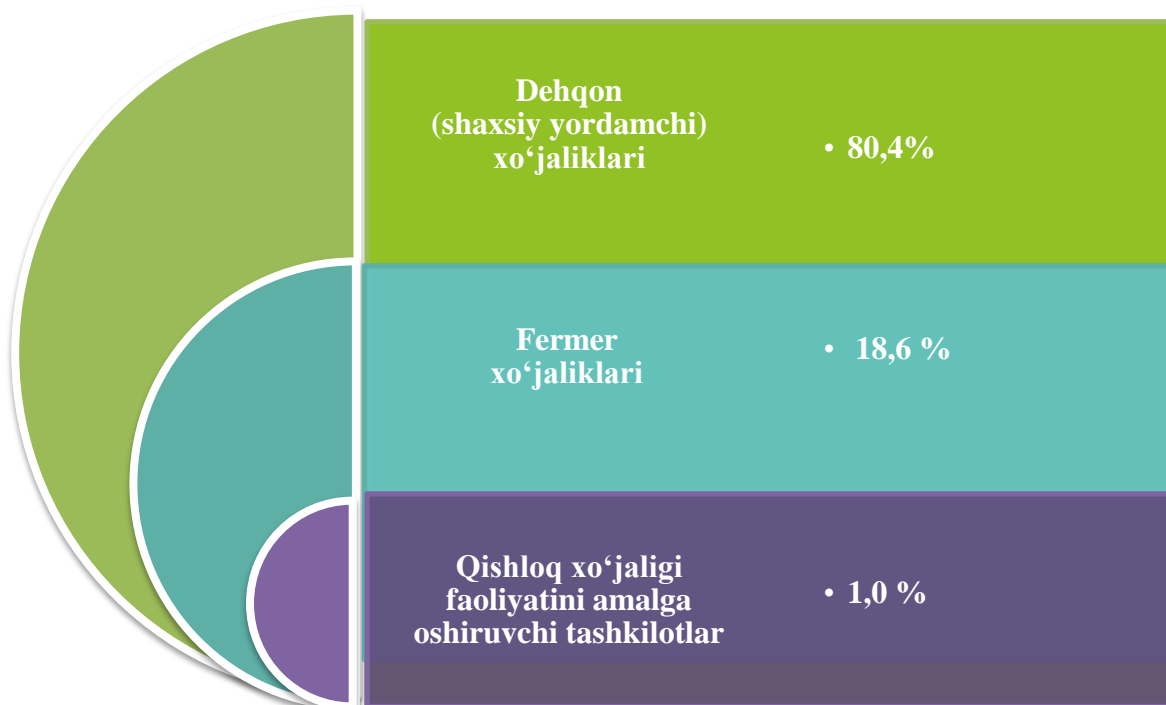 Dehqon
(shaxsiy yordamchi)
xo‘jaliklari
• 80,4%
Fermer
xo‘jaliklari
• 18,6 %
Qishloq xo‘jaligi
faoliyatini amalga
oshiruvchi tashkilotlar
• 1,0 %